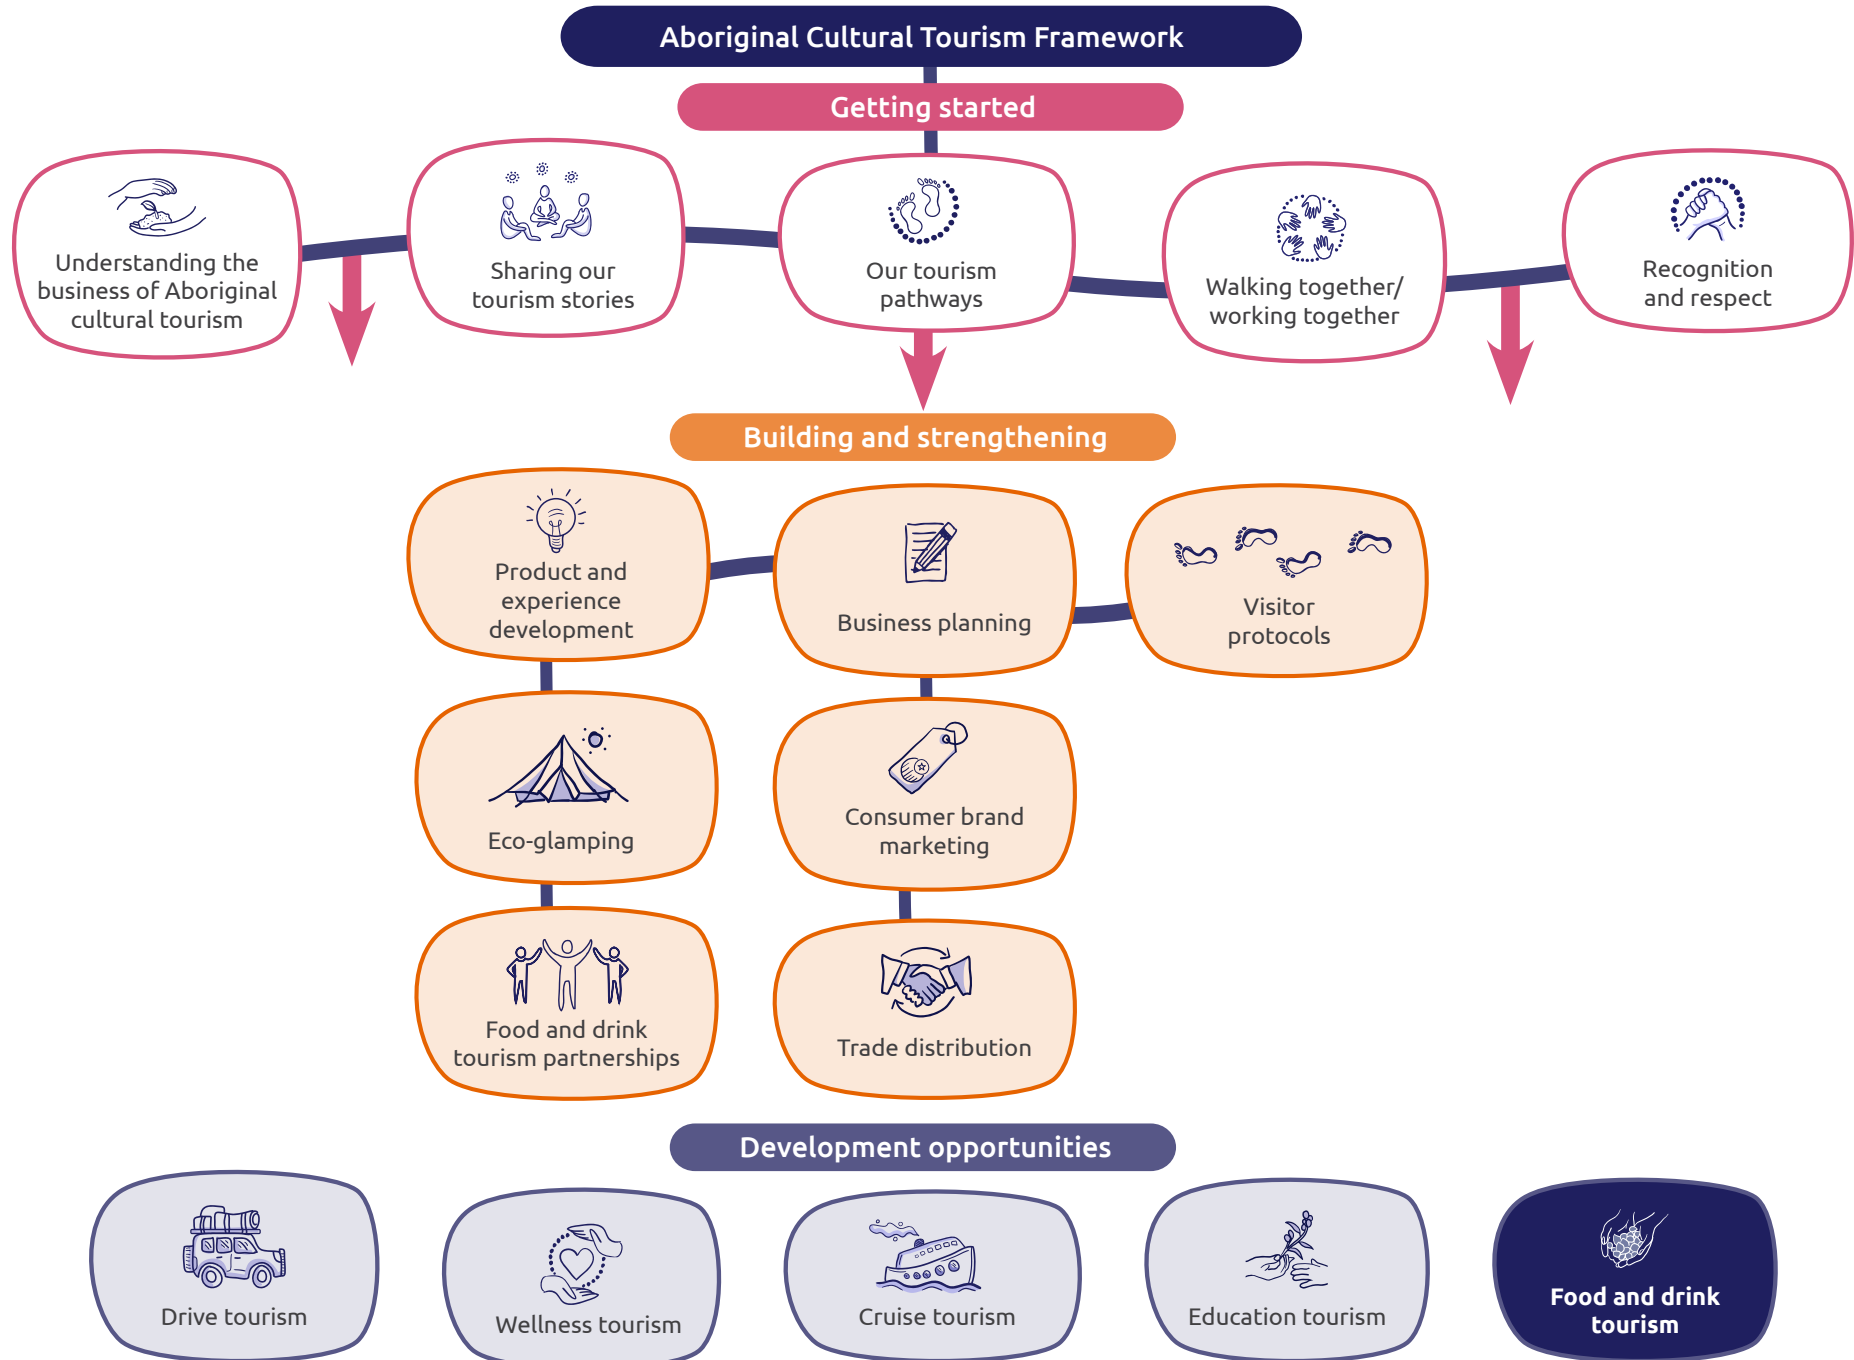 Aboriginal Cultural Tourism Framework
Getting started
Understanding the
business of Aboriginal
cultural tourism
Sharing our
tourism stories
Our tourism
pathways
Walking together/
working together
Recognition
and respect
Building and strengthening
Product and
experience
development
Business planning
Visitor
protocols
Eco-glamping
Consumer brand
marketing
Food and drink
tourism partnerships
Trade distribution
Development opportunities
Drive tourism
Wellness tourism
Cruise tourism
Education tourism
Food and drink
tourism